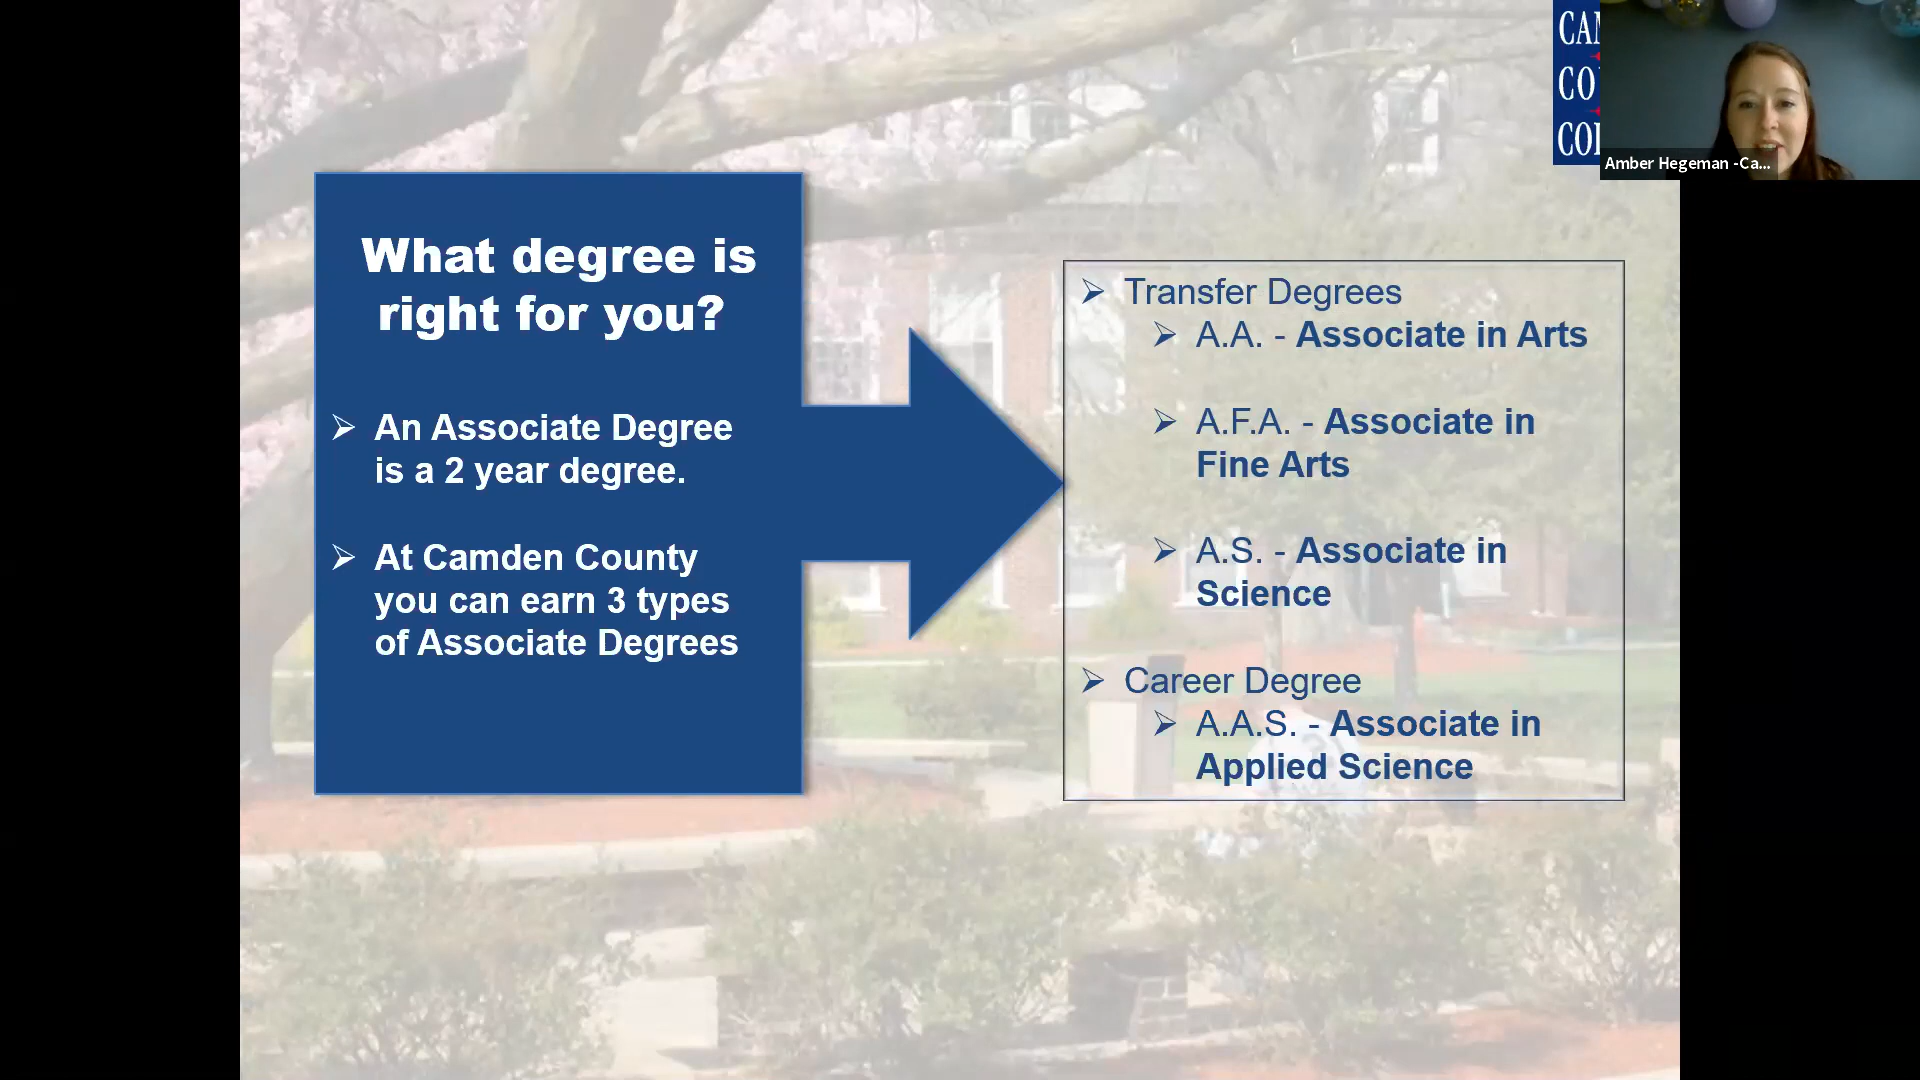 What degree is
right for you?
➢ An Associate Degree
is a 2 year degree.
➢ At Camden County
you can earn 3 types
of Associate Degrees
➢ Transfer Degrees
➢ A.A. - Associate in Arts
➢ A.F.A. - Associate in
Fine Arts
➢ A.S. - Associate in
Science
➢ Career Degree
➢ A.A.S. - Associate in
Applied Science
Amber Hegeman -Ca...